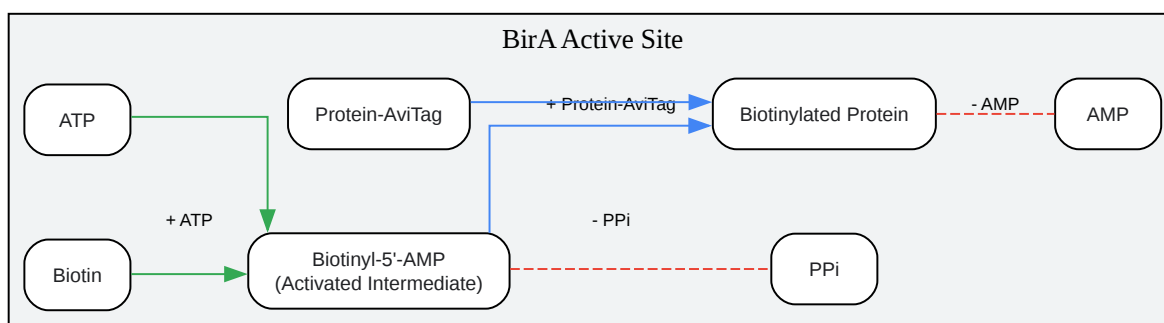 BirA Active Site
ATP
Protein-AviTag
+ Protein-AviTag
Biotinylated Protein
- AMP
AMP
+ ATP
- PPi
Biotin
Biotinyl-5'-AMP
(Activated Intermediate)
PPi